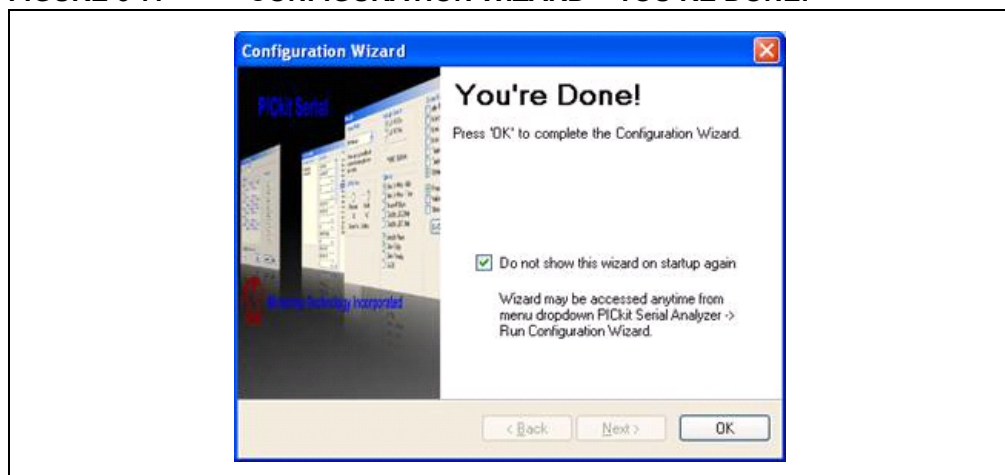 Configuration Wizard
PICkit Serial
You're Done!
Press 'OK' to complete the Configuration Wizard.
Do not show this wizard on startup again
Wizard may be accessed anytime from
menu dropdown PICkit Serial Analyzer ->
Run Configuration Wizard.
Technology Incorporated
< Back
Next >
OK